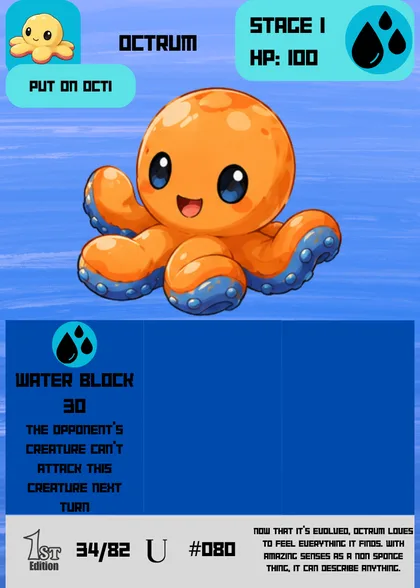 OCTRUM
STAGE 1
HP: 100
PUT ON OCTI
WATER BLOCK
30
THE OPPONENT'S
CREATURE CAN'T
ATTACK THIS
CREATURE NEXT
TURN
1ST
Edition
34/82
U
#080
NOW THAT IT'S EVOLVED, OCTRUM LOVES
TO FEEL EVERYTHING IT FINDS. WITH
AMAZING SENSES AS A NON SPONGE
THING, IT CAN DESCRIBE ANYTHING.